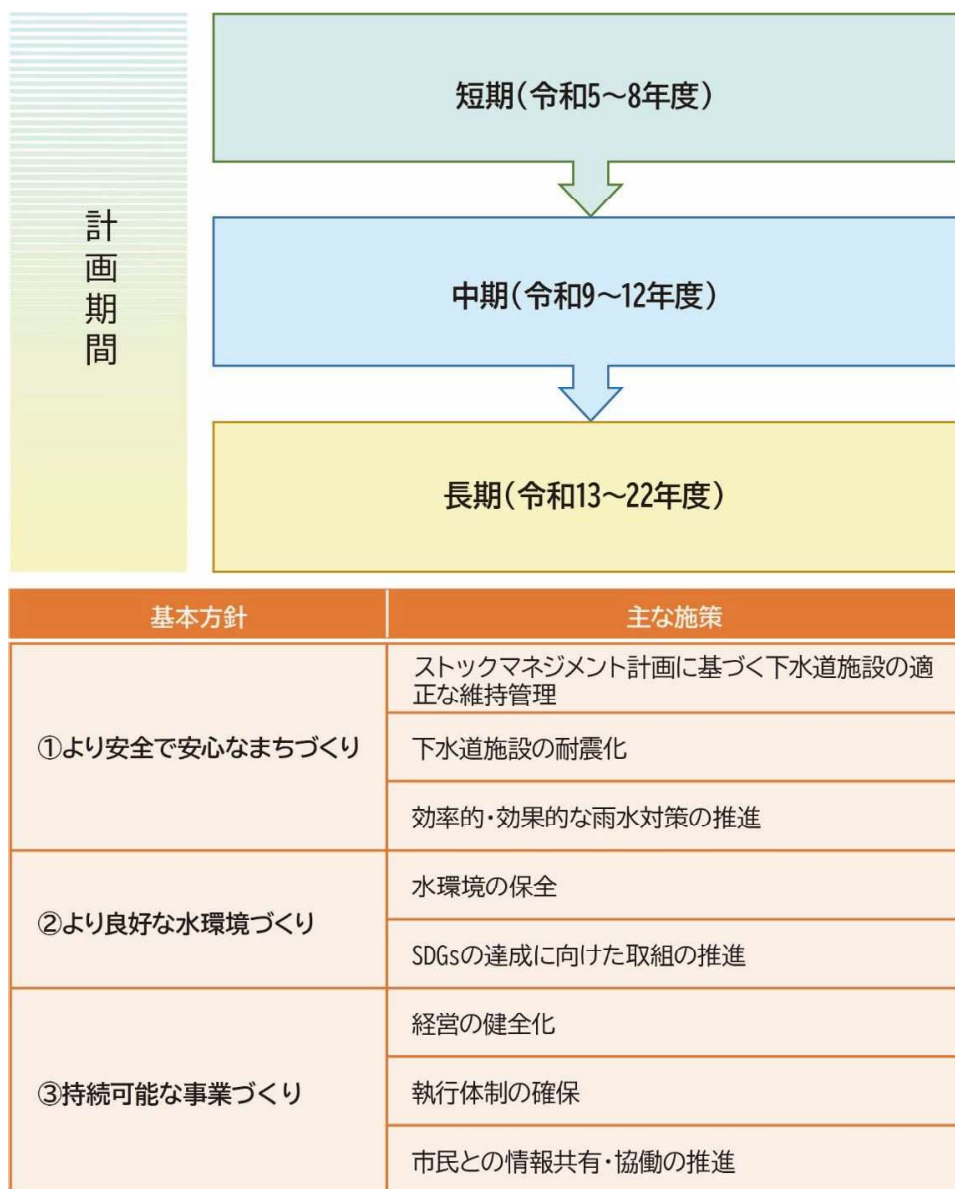 計画期間
短期(令和5～8年度)
中期(令和9～12年度)
長期(令和13～22年度)
基本方針
主な施策
①より安全で安心なまちづくり
ストックマネジメント計画に基づく下水道施設の適
正な維持管理
下水道施設の耐震化
効率的・効果的な雨水対策の推進
②より良好な水環境づくり
水環境の保全
SDGsの達成に向けた取組の推進
③持続可能な事業づくり
経営の健全化
執行体制の確保
市民との情報共有・協働の推進